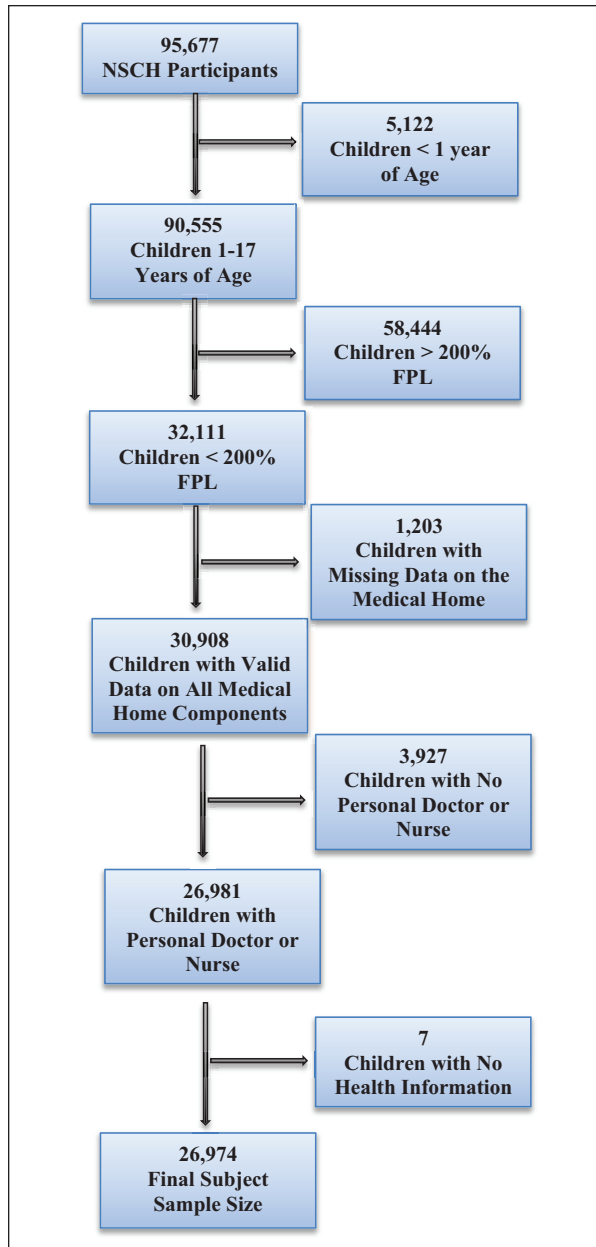 95,677
NSCH Participants
5,122
Children < 1 year
of Age
90,555
Children 1-17
Years of Age
58,444
Children > 200%
FPL
32,111
Children < 200%
FPL
1,203
Children with
Missing Data on the
Medical Home
30,908
Children with Valid
Data on All Medical
Home Components
3,927
Children with No
Personal Doctor or
Nurse
26,981
Children with
Personal Doctor or
Nurse
7
Children with No
Health Information
26,974
Final Subject
Sample Size